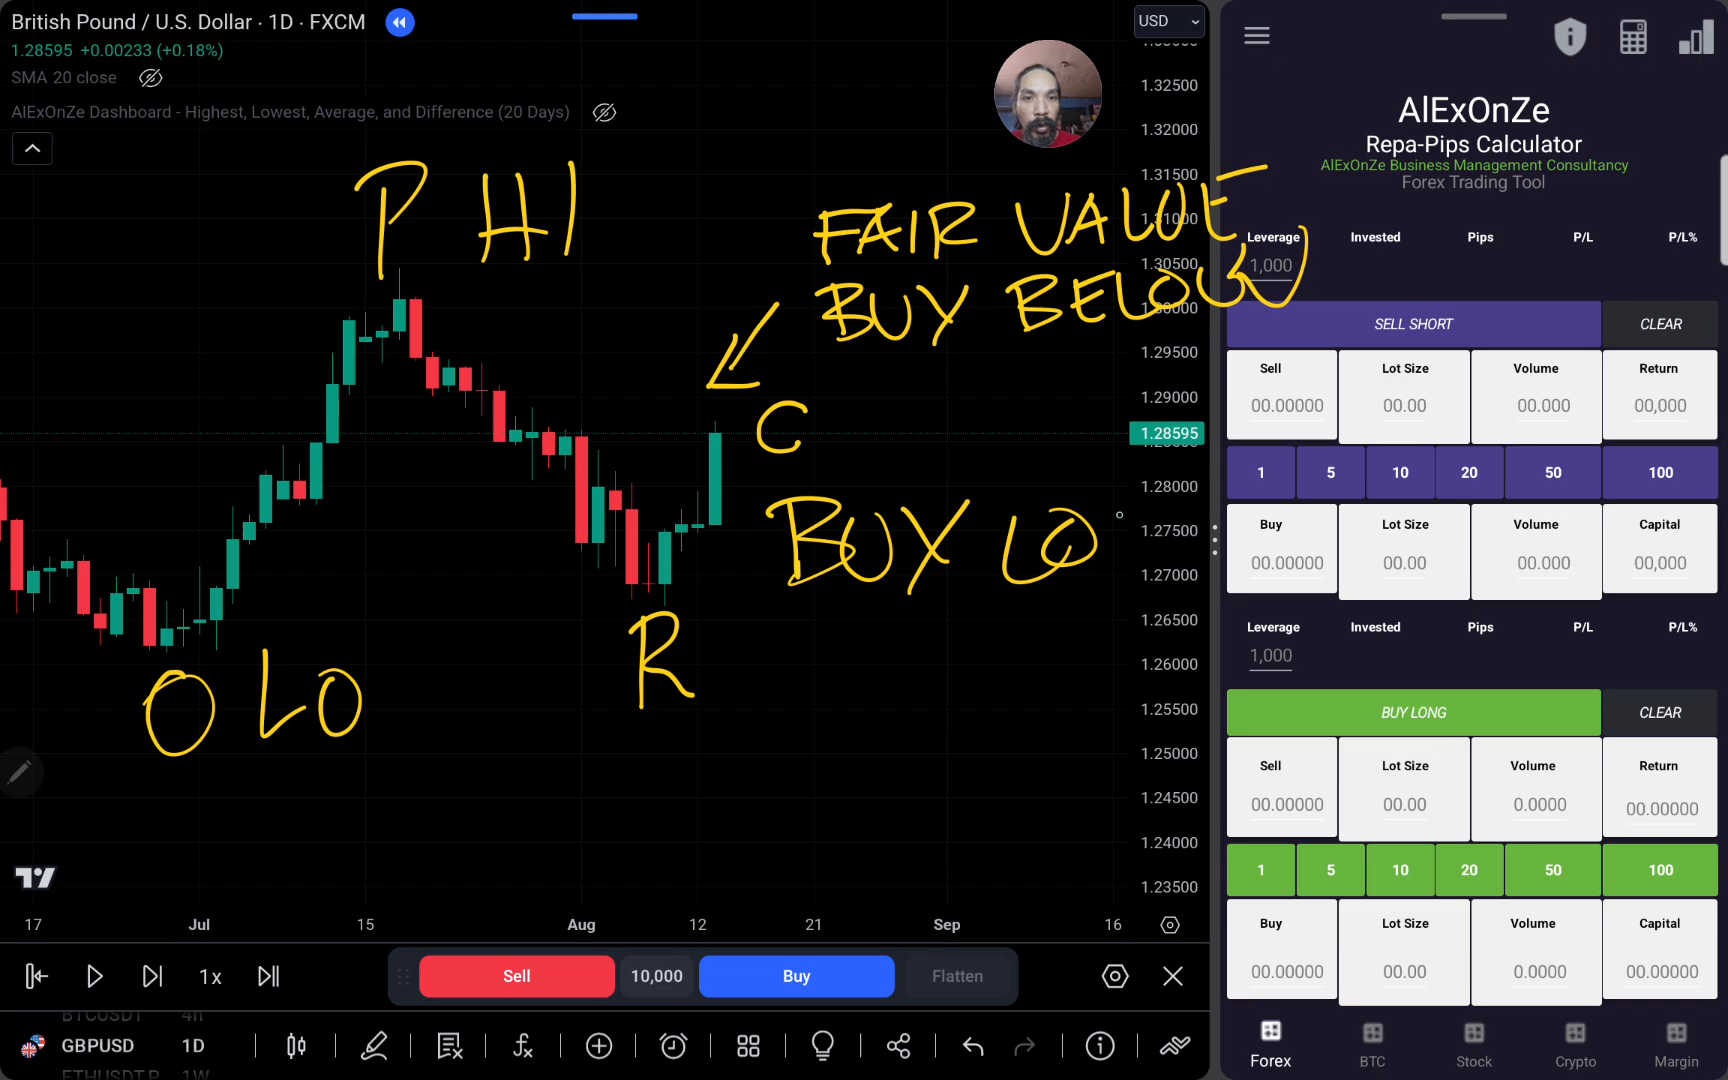 British Pound / U.S. Dollar · 1D · FXCM
1.28595 +0.00233 (+0.18%)
SMA 20 close
AlExOnZe Dashboard - Highest, Lowest, Average, and Difference (20 Days)
USD
1.32500
1.32000
1.31500
1.31000
1.30500
1.30000
1.29500
1.29000
1.28595
1.28000
1.27500
1.27000
1.26500
1.26000
1.25500
1.25000
1.24500
1.24000
1.23500
P HI
FAIR VALUE
BUY BELOW
C
BUY LO
R
O LO
17 Jul 15 Aug 12 21 Sep 16
1x
Sell 10,000 Buy Flatten
BTCUSDT 4h
GBPUSD 1D
ETHUSDT.P 1W
AlExOnZe
Repa-Pips Calculator
AlExOnZe Business Management Consultancy
Forex Trading Tool
Leverage Invested Pips P/L P/L%
1,000
SELL SHORT CLEAR
Sell Lot Size Volume Return
00.00000 00.00 00.000 00,000
1 5 10 20 50 100
Buy Lot Size Volume Capital
00.00000 00.00 00.000 00,000
Leverage Invested Pips P/L P/L%
1,000
BUY LONG CLEAR
Sell Lot Size Volume Return
00.00000 00.00 0.0000 00.00000
1 5 10 20 50 100
Buy Lot Size Volume Capital
00.00000 00.00 0.0000 00.00000
Forex BTC Stock Crypto Margin